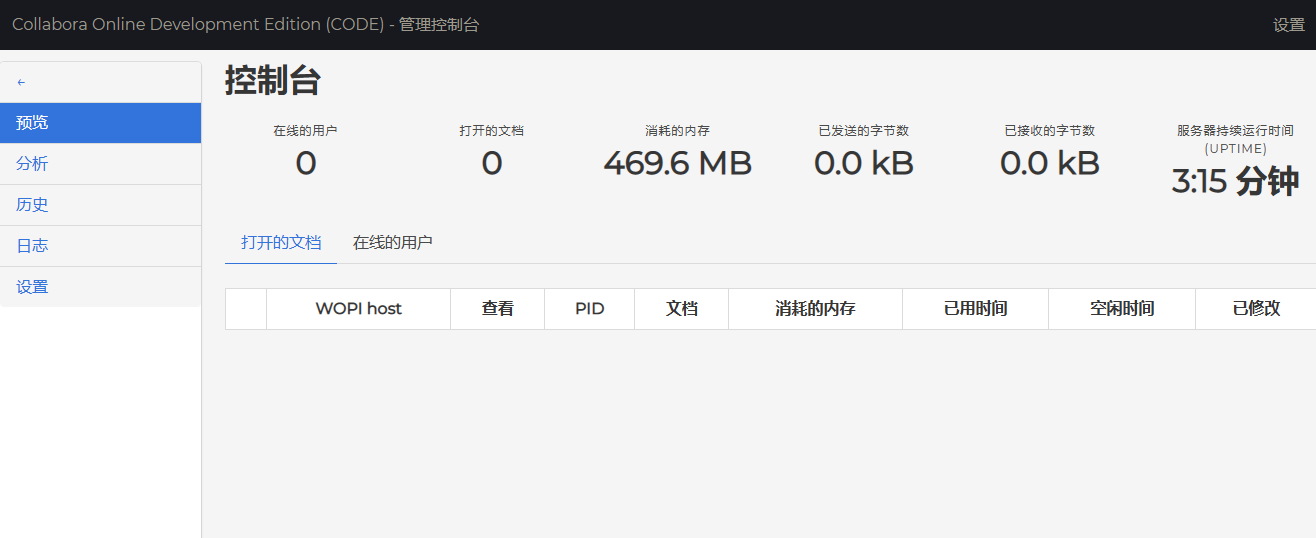 Collabora Online Development Edition (CODE) - 管理控制台
设置
←
预览
分析
历史
日志
设置
控制台
在线的用户
0
打开的文档
0
消耗的内存
469.6 MB
已发送的字节数
0.0 kB
已接收的字节数
0.0 kB
服务器持续运行时间
(UPTIME)
3:15 分钟
打开的文档 在线的用户
WOPI host 查看 PID 文档 消耗的内存 已用时间 空闲时间 已修改